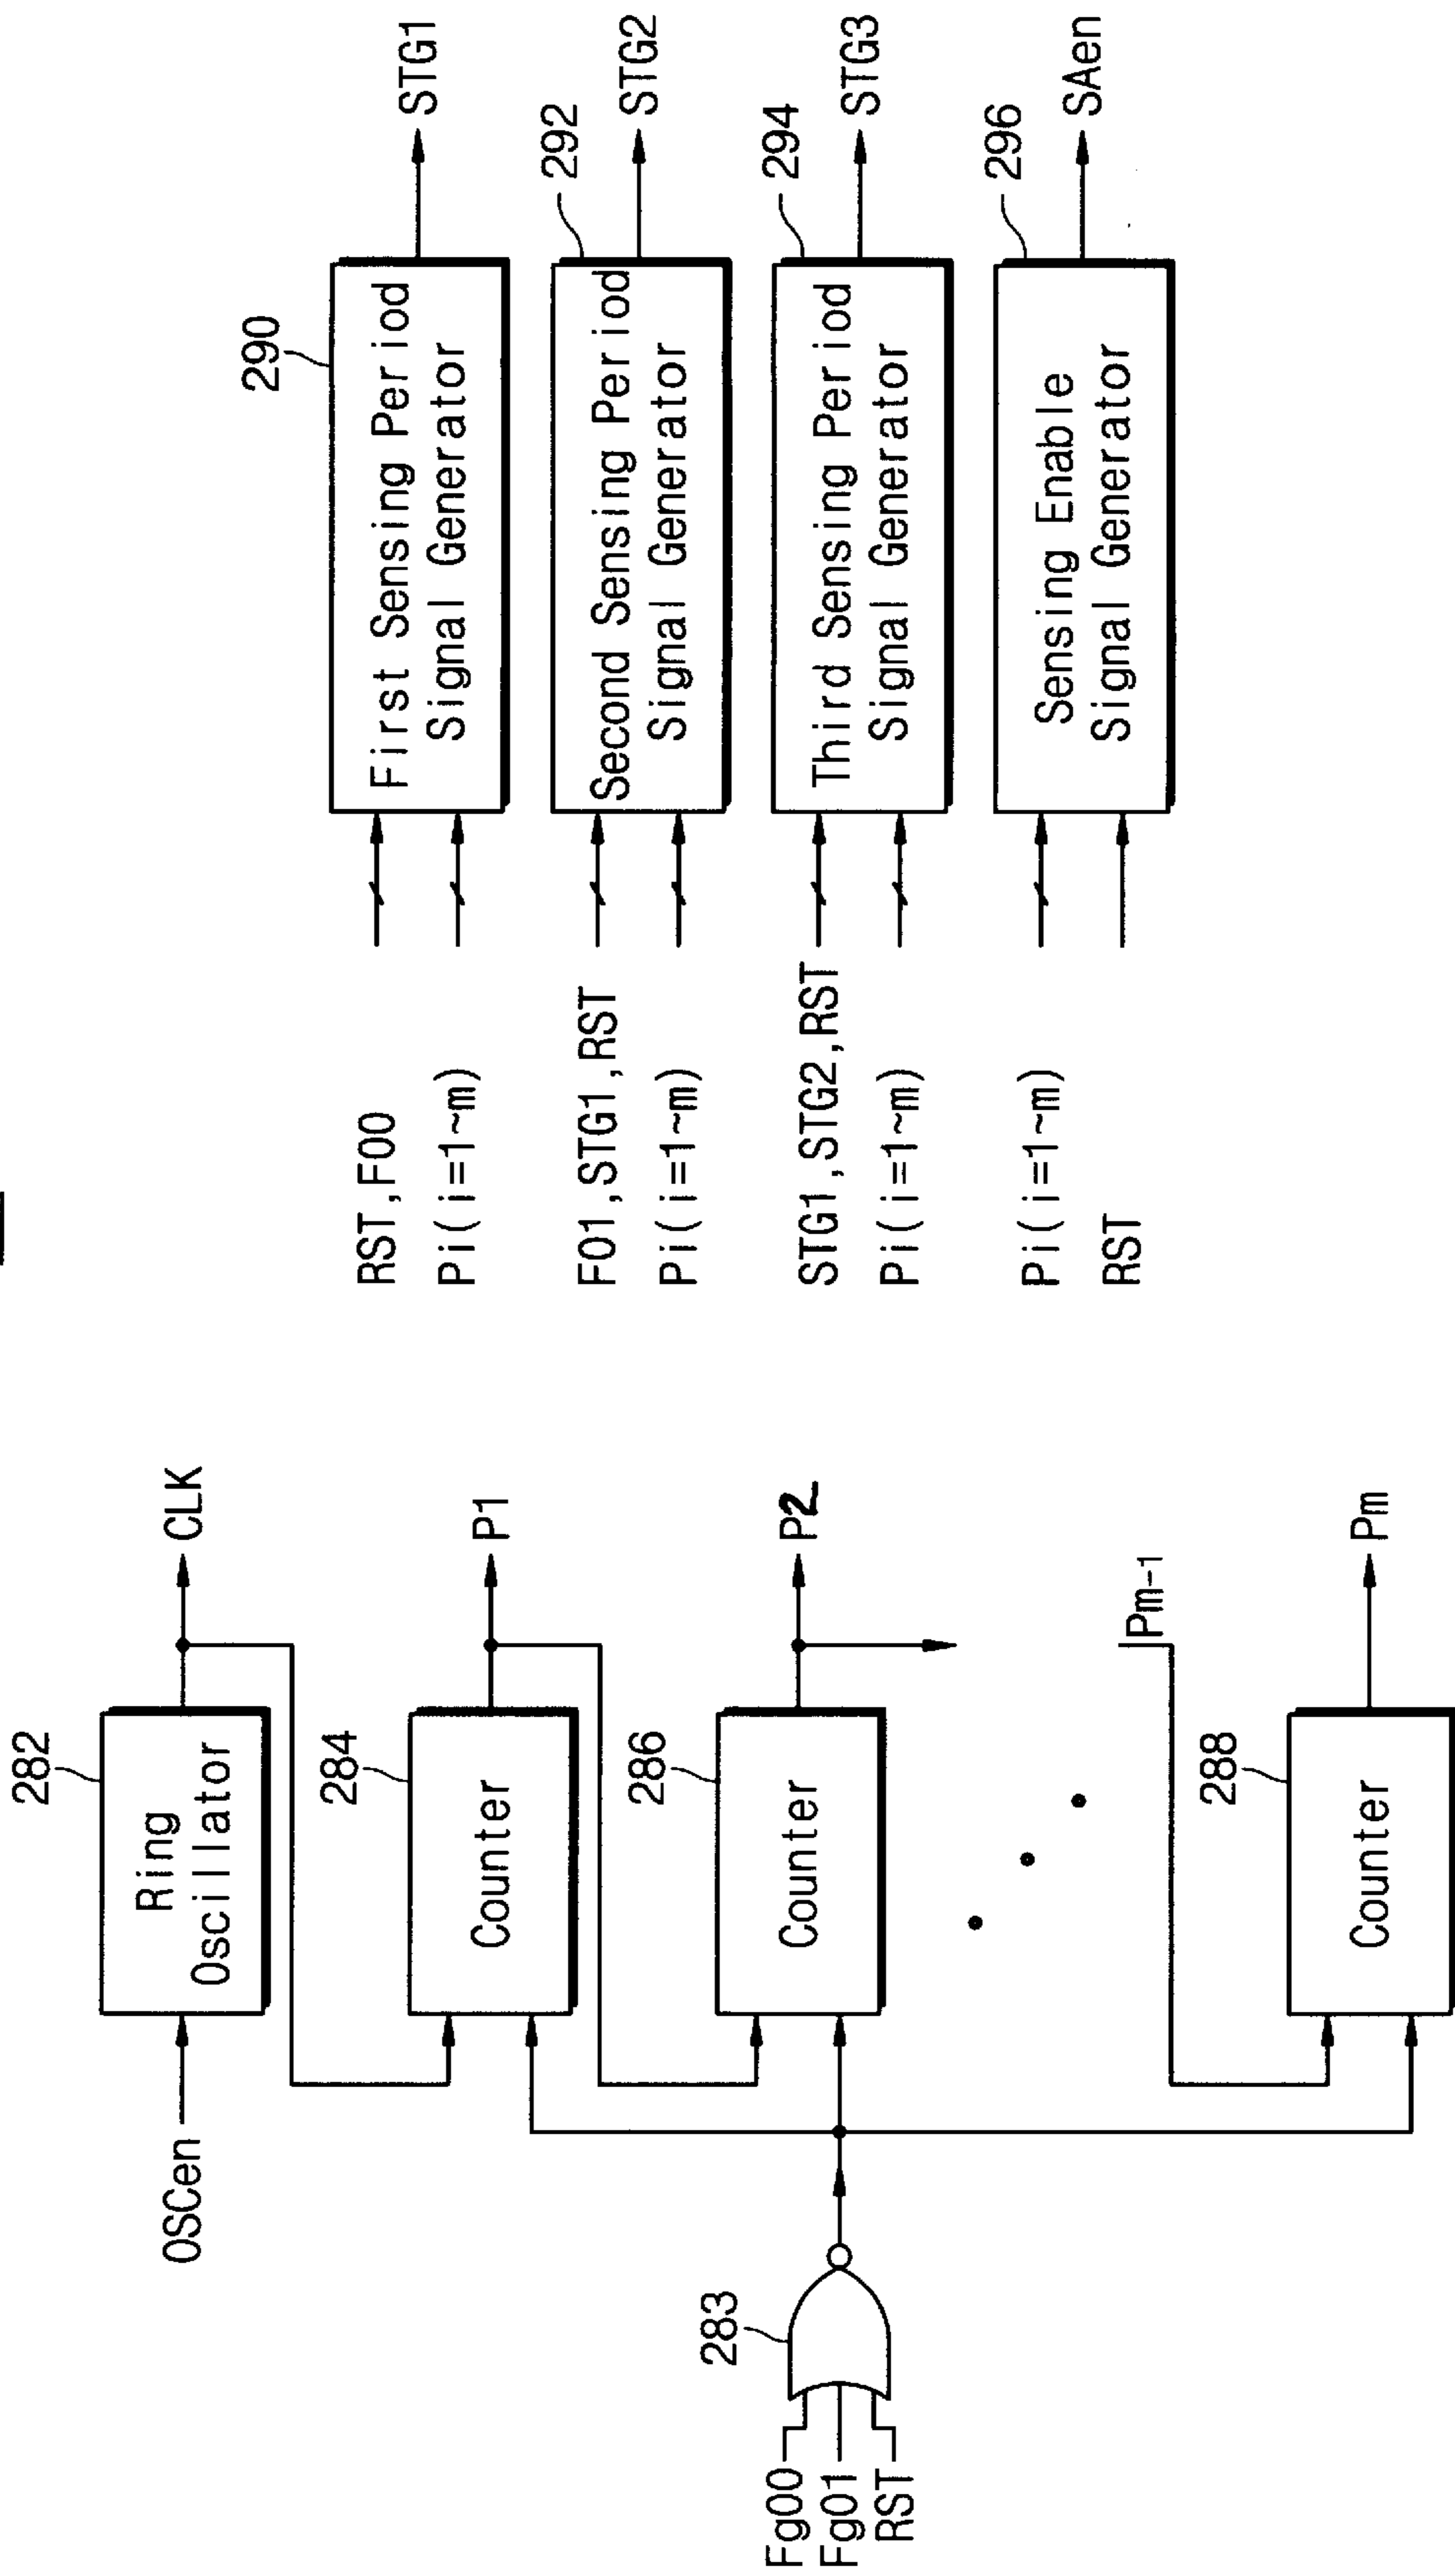 282
OSCen
Ring
Oscillator
CLK
284
Counter
P1
286
Counter
P2
283
Fg00
Fg01
RST
Pm-1
288
Counter
Pm
290
RST,F00
Pi(i=1~m)
First Sensing Period
Signal Generator
STG1
292
F01,STG1,RST
Pi(i=1~m)
Second Sensing Period
Signal Generator
STG2
294
STG1,STG2,RST
Pi(i=1~m)
Third Sensing Period
Signal Generator
STG3
296
Pi(i=1~m)
RST
Sensing Enable
Signal Generator
SAen